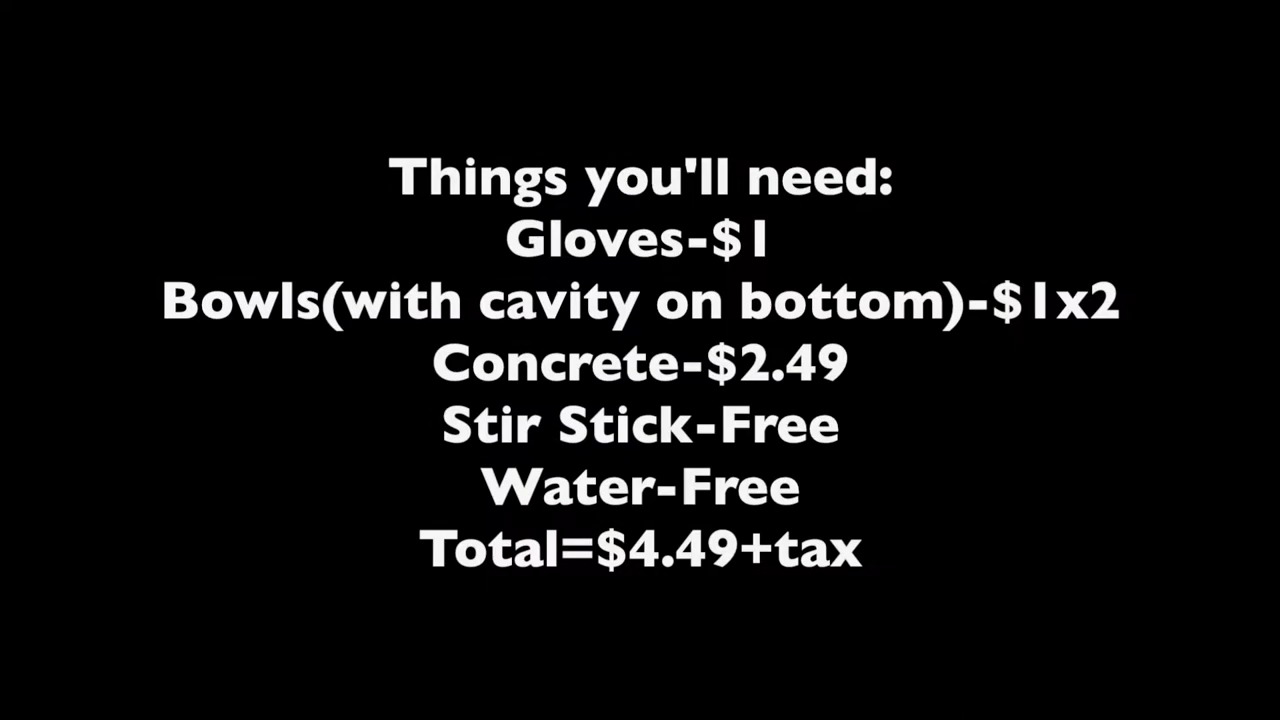 Things you'll need:
Gloves-$1
Bowls(with cavity on bottom)-$1x2
Concrete-$2.49
Stir Stick-Free
Water-Free
Total=$4.49+tax